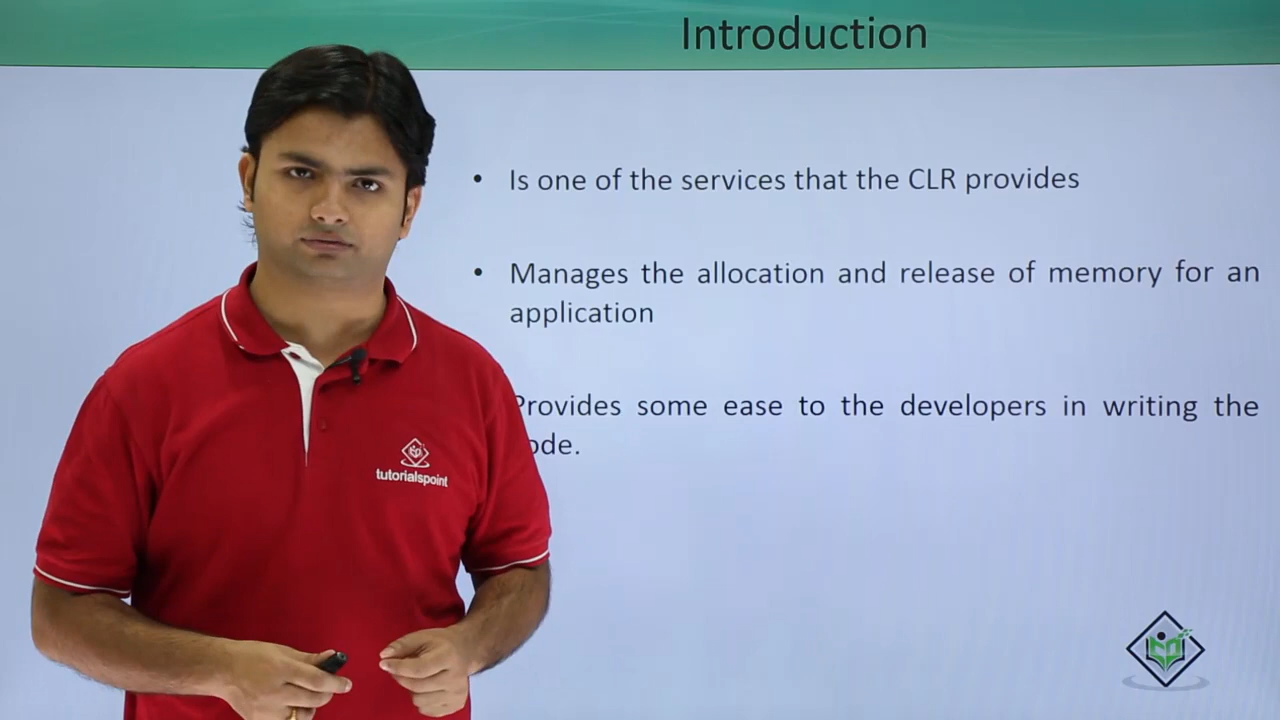 Introduction
• Is one of the services that the CLR provides
• Manages the allocation and release of memory for an
application
Provides some ease to the developers in writing the
ode.
tutorialspoint